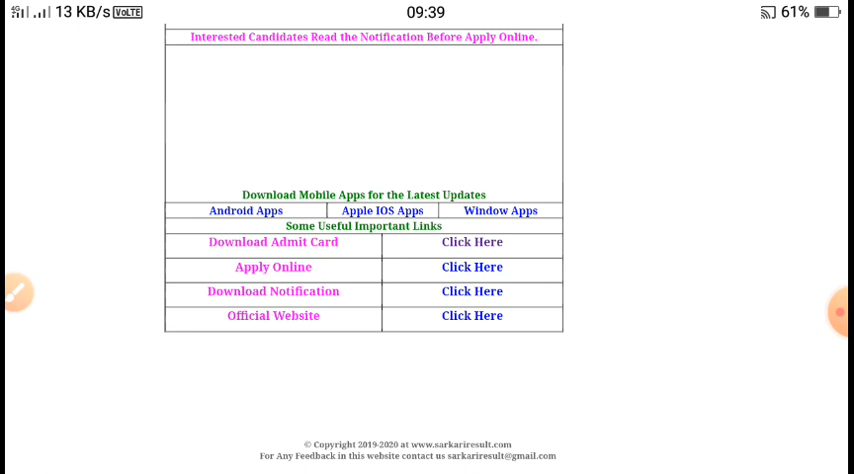 4G 13 KB/s VoLTE 09:39 61%
Interested Candidates Read the Notification Before Apply Online.
Download Mobile Apps for the Latest Updates
Android Apps Apple IOS Apps Window Apps
Some Useful Important Links
Download Admit Card Click Here
Apply Online Click Here
Download Notification Click Here
Official Website Click Here
© Copyright 2019-2020 at www.sarkariresult.com
For Any Feedback in this website contact us sarkariresult@gmail.com